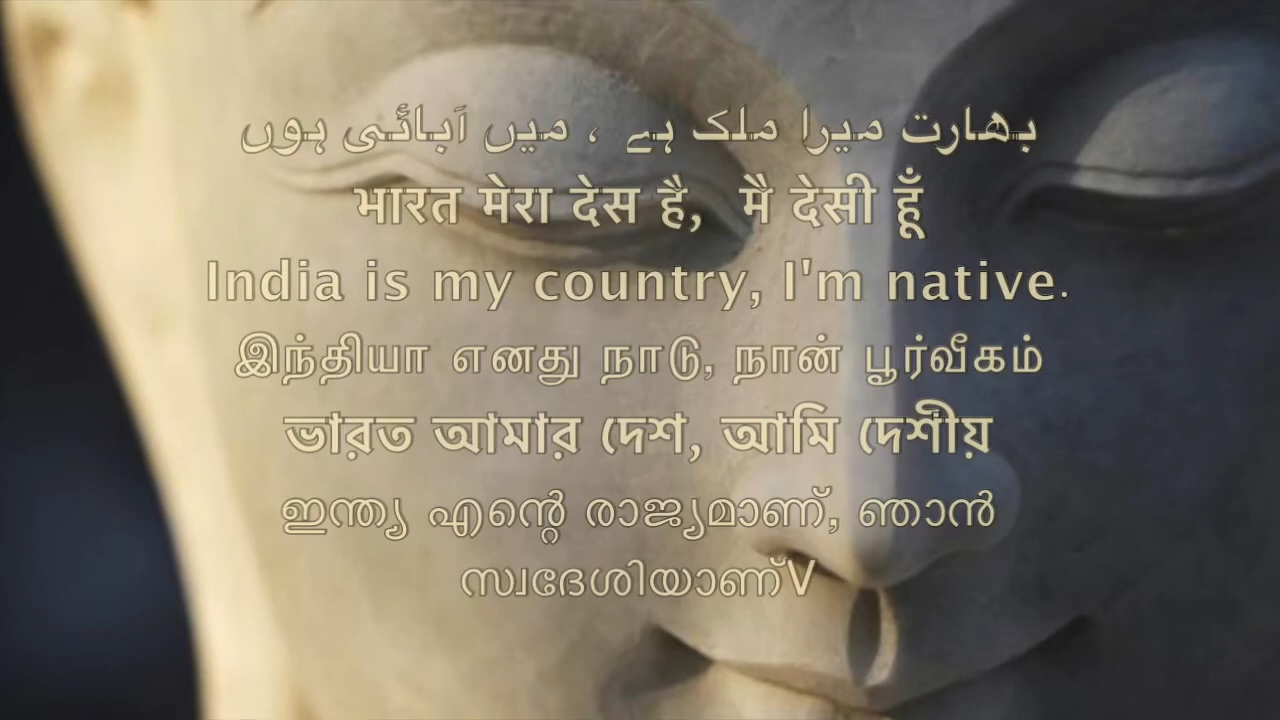 بھارت میرا ملک ہے ، میں آبائی ہوں
भारत मेरा देस है, मै देसी हूँ
India is my country, I'm native.
இந்தியா எனது நாடு, நான் பூர்வீகம்
ভারত আমার দেশ, আমি দেশীয়
ഇന്ത്യ എന്റെ രാജ്യമാണ്, ഞാൻ
സ്വദേശിയാണ്V